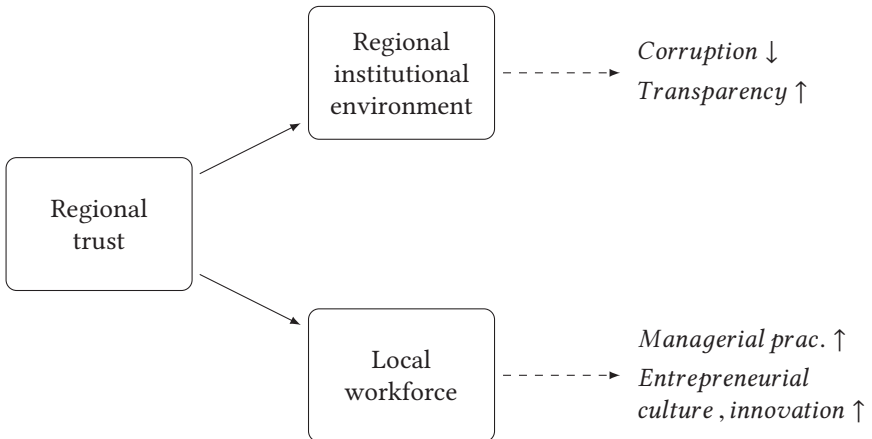 Regional
institutional
environment
Corruption ↓
Transparency ↑
Regional
trust
Local
workforce
Managerial prac. ↑
Entrepreneurial
culture , innovation ↑